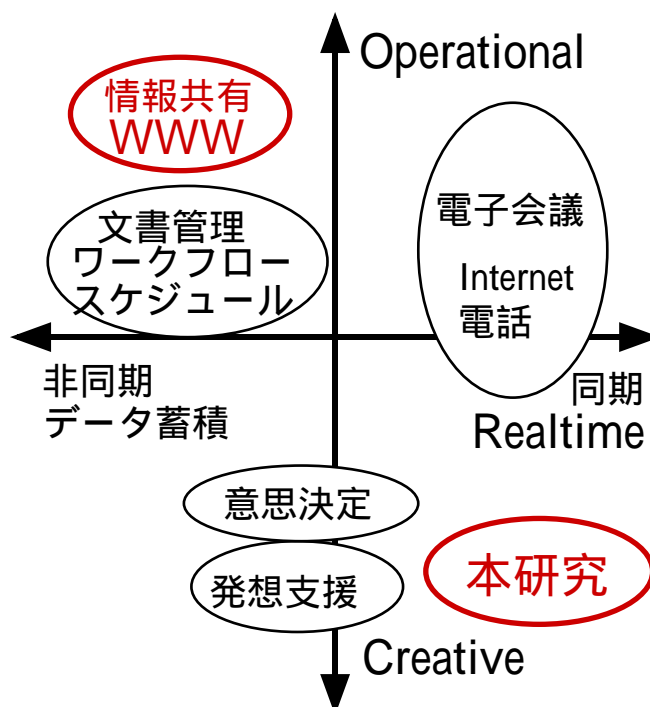 Operational
情報共有
WWW
電子会議
Internet
電話
文書管理
ワークフロー
スケジュール
非同期
データ蓄積
同期
Realtime
意思決定
発想支援
本研究
Creative